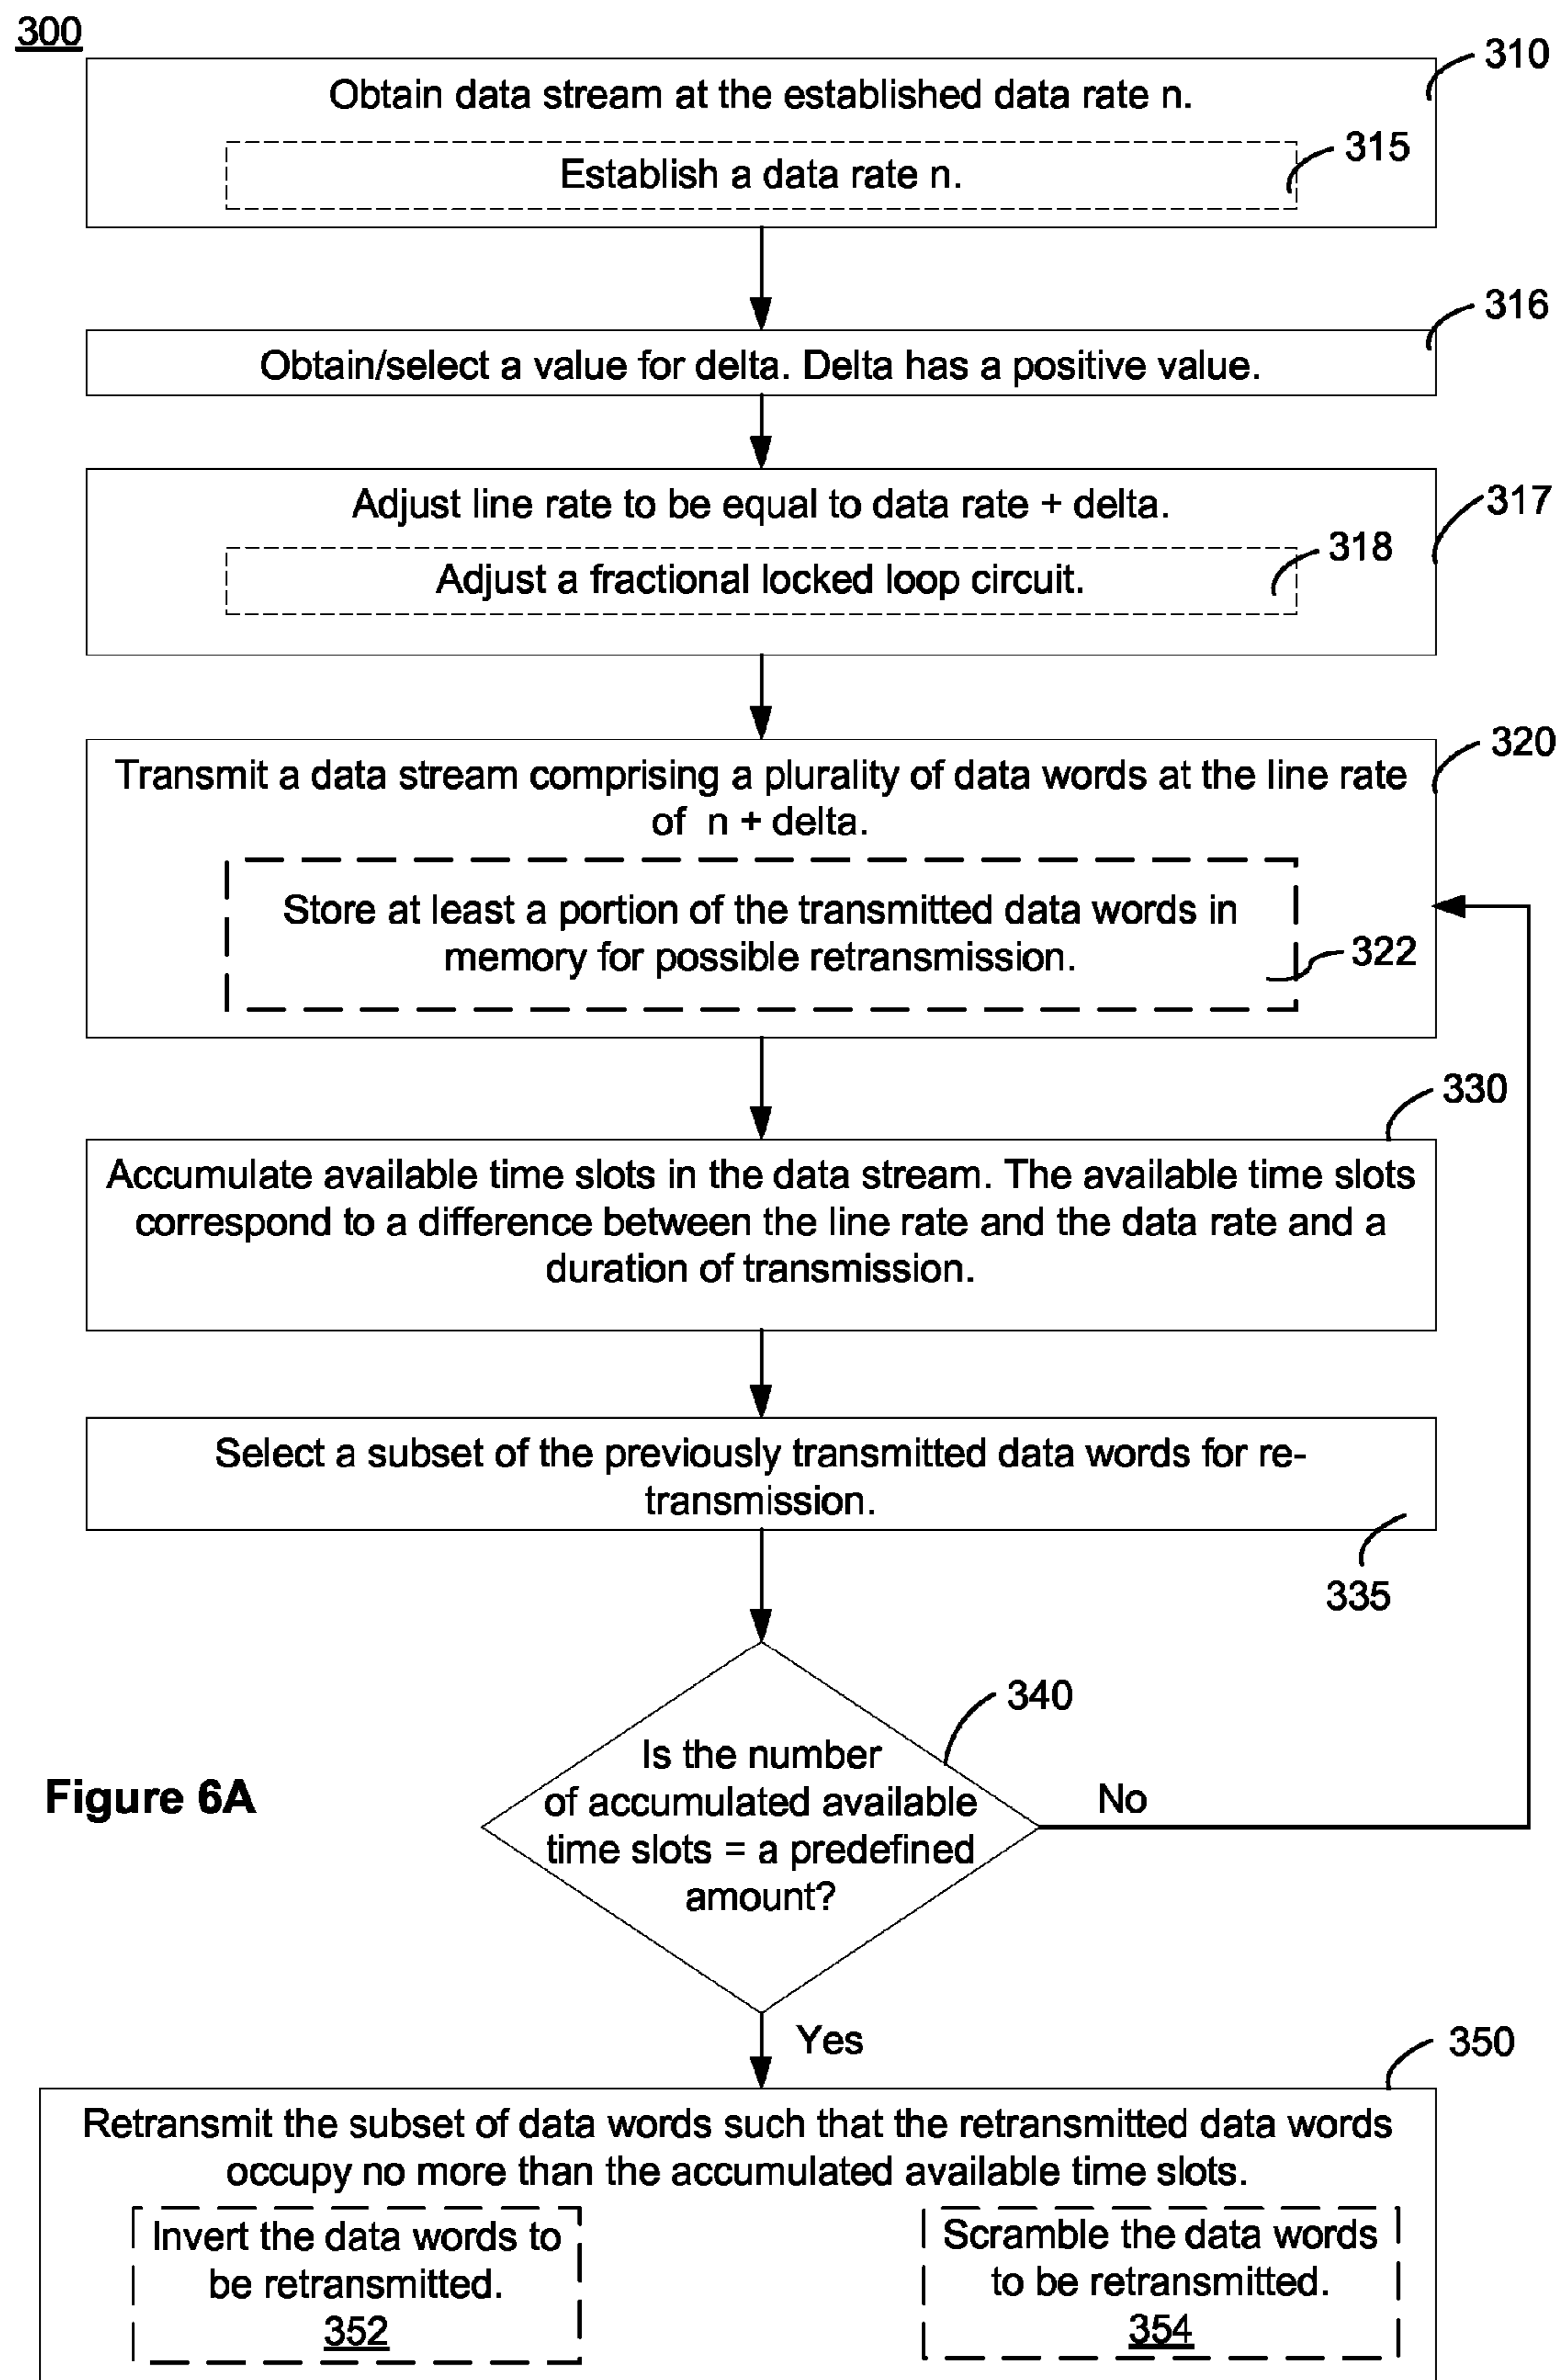 300
310
Obtain data stream at the established data rate n.
315
Establish a data rate n.
316
Obtain/select a value for delta. Delta has a positive value.
317
Adjust line rate to be equal to data rate + delta.
318
Adjust a fractional locked loop circuit.
320
Transmit a data stream comprising a plurality of data words at the line rate
of n + delta.
Store at least a portion of the transmitted data words in
memory for possible retransmission.
322
330
Accumulate available time slots in the data stream. The available time slots
correspond to a difference between the line rate and the data rate and a
duration of transmission.
Select a subset of the previously transmitted data words for re-
transmission.
335
340
Is the number
of accumulated available
time slots = a predefined
amount?
No
Figure 6A
Yes
350
Retransmit the subset of data words such that the retransmitted data words
occupy no more than the accumulated available time slots.
Invert the data words to
be retransmitted.
352
Scramble the data words
to be retransmitted.
354